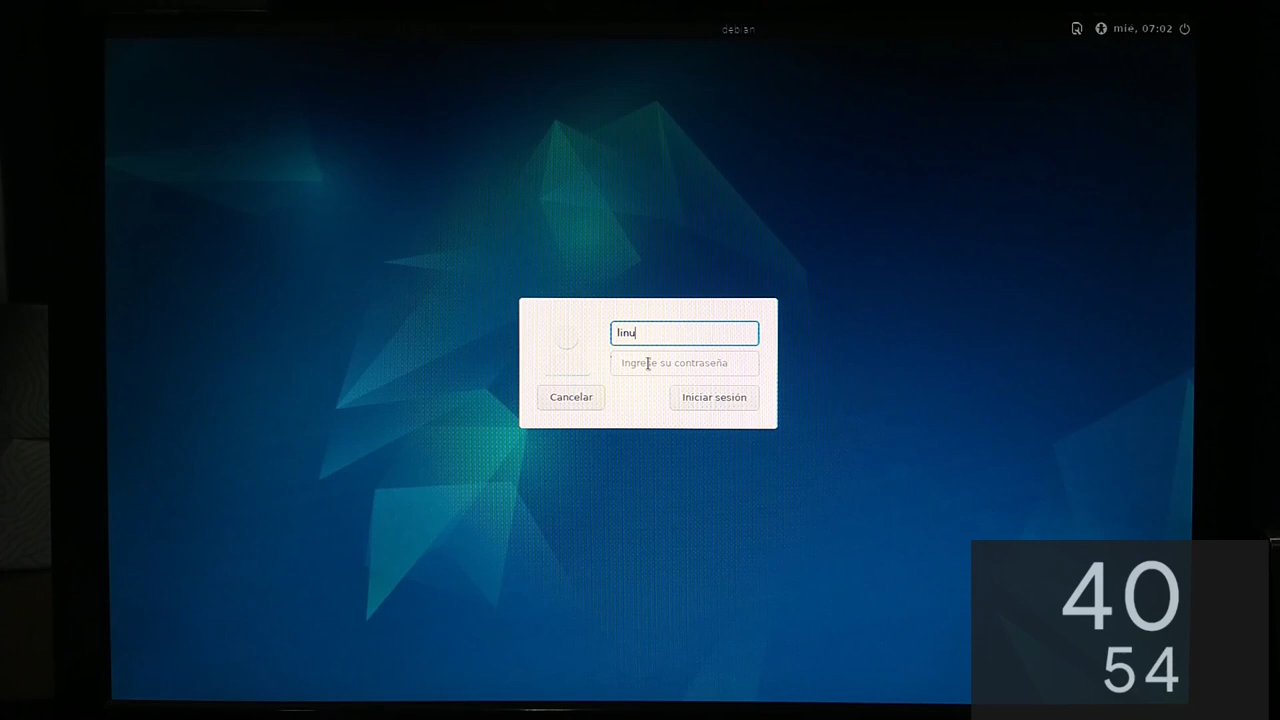 debian
mié, 07:02
linu
Ingrese su contraseña
Cancelar
Iniciar sesión
40
54